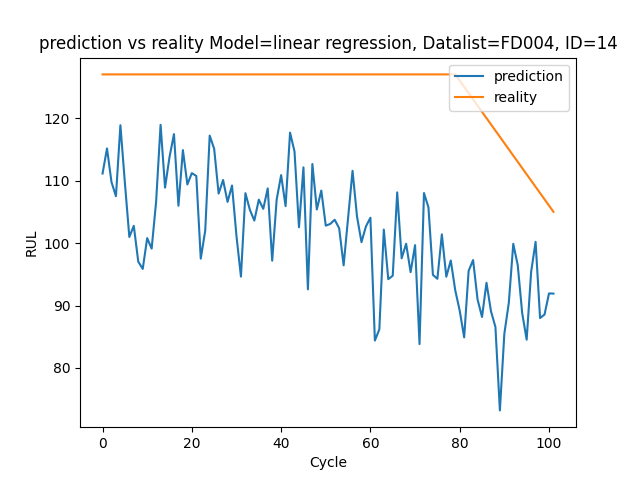 prediction vs reality Model=linear regression, Datalist=FD004, ID=14
prediction
reality
RUL
120
110
100
90
80
0 20 40 60 80 100
Cycle